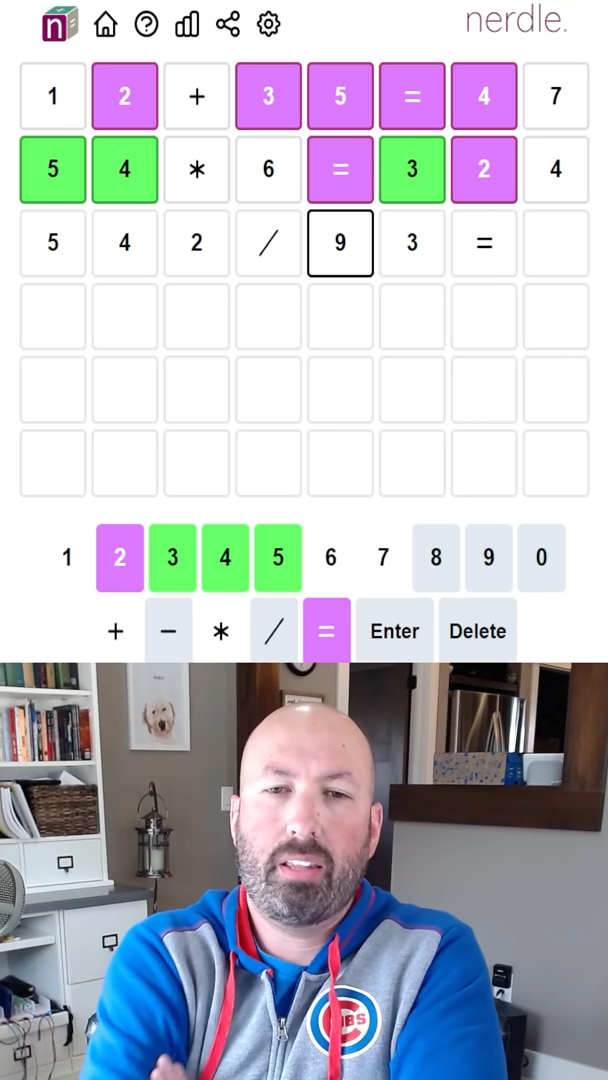 n
nerdle.
1 2 + 3 5 = 4 7
5 4 * 6 = 3 2 4
5 4 2 / 9 3 =
1 2 3 4 5 6 7 8 9 0
+ - * / = Enter Delete
CUBS